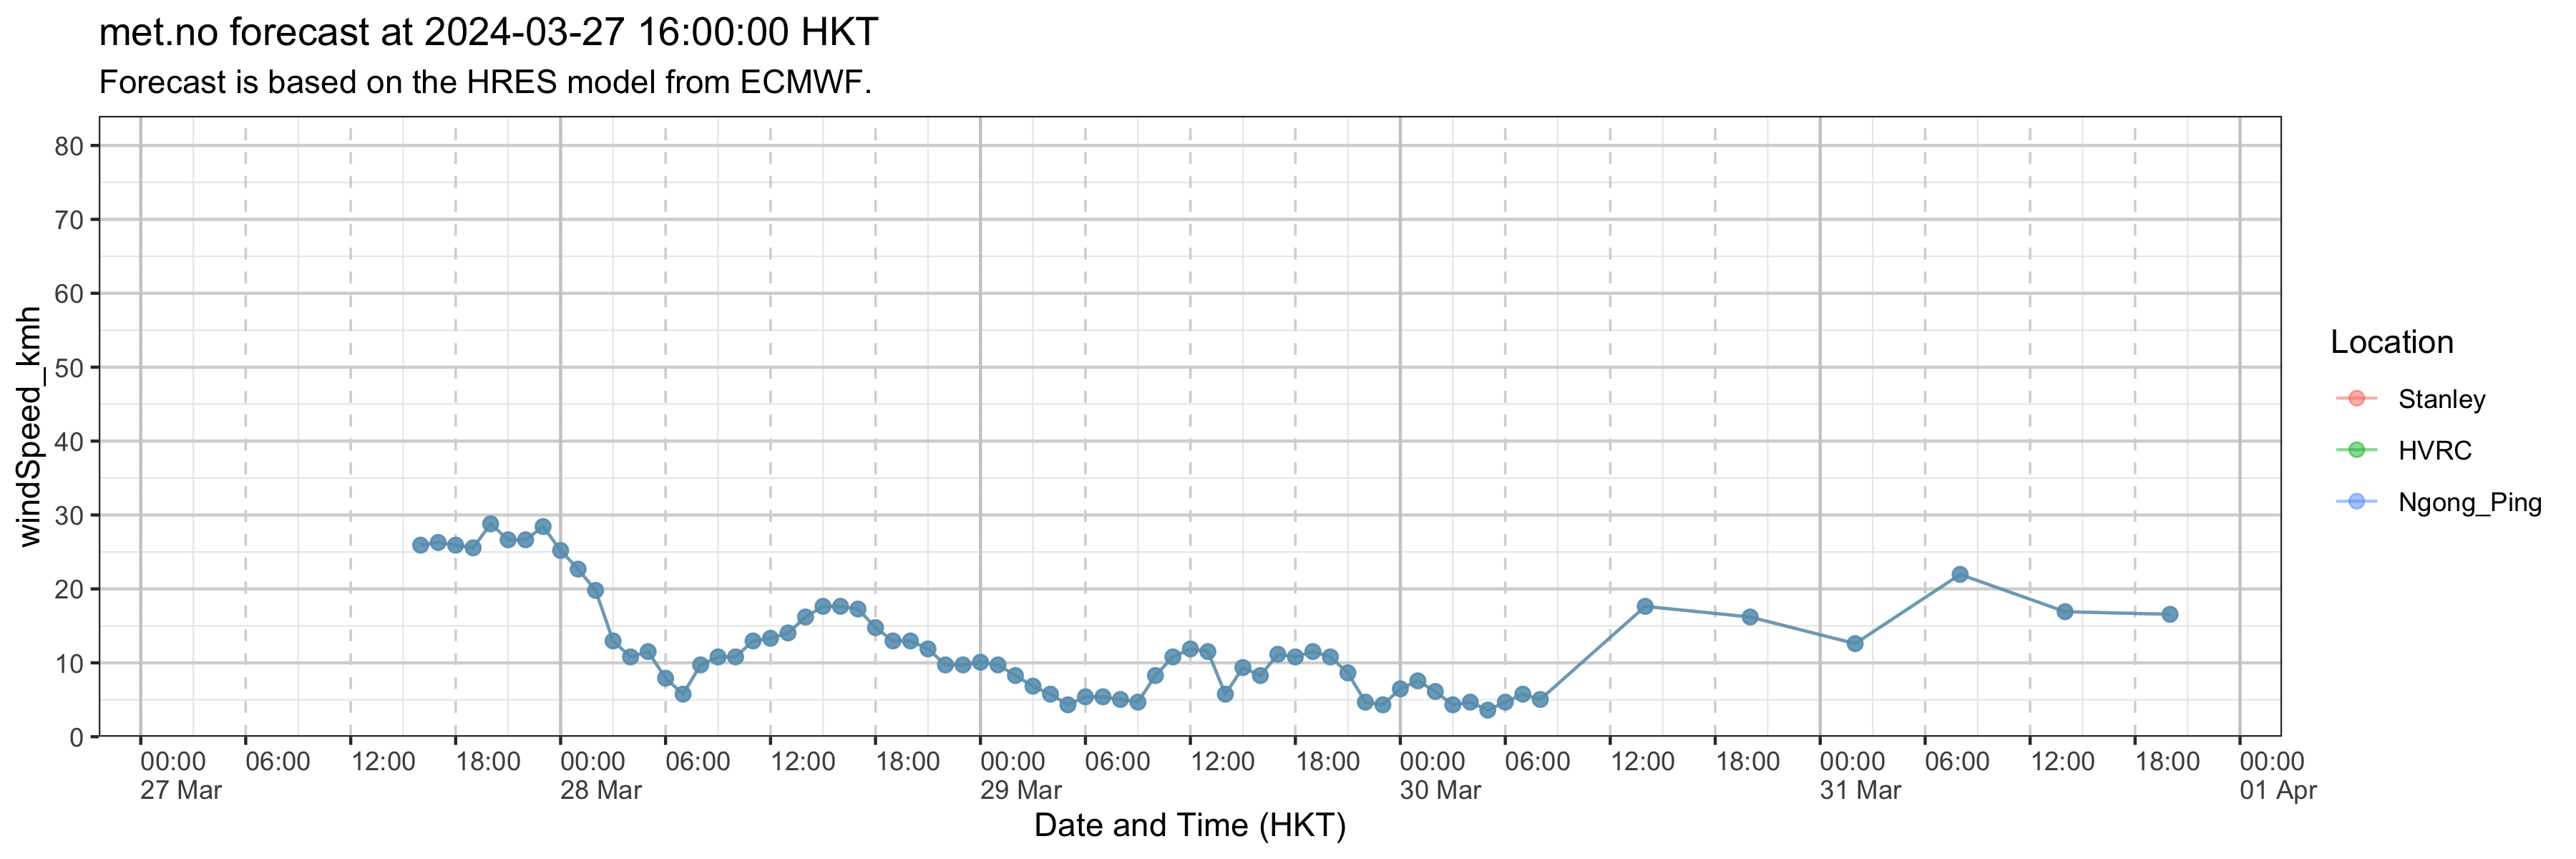 met.no forecast at 2024-03-27 16:00:00 HKT
Forecast is based on the HRES model from ECMWF.
windSpeed_kmh
80
70
60
50
40
30
20
10
0
00:00 06:00 12:00 18:00 00:00 06:00 12:00 18:00 00:00 06:00 12:00 18:00 00:00 06:00 12:00 18:00 00:00 06:00 12:00 18:00 00:00
27 Mar 28 Mar 29 Mar 30 Mar 31 Mar 01 Apr
Date and Time (HKT)
Location
Stanley
HVRC
Ngong_Ping